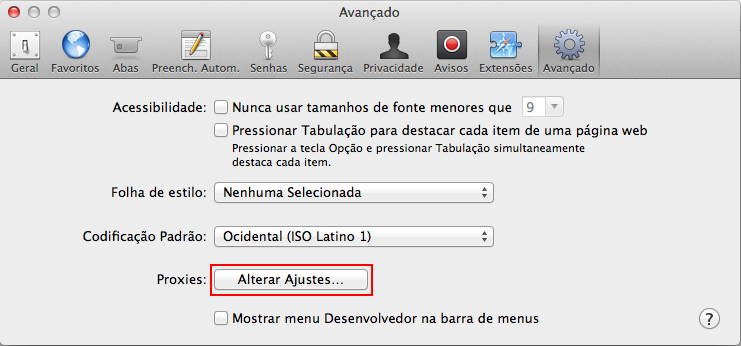 Avançado
Geral Favoritos Abas Preench. Autom. Senhas Segurança Privacidade Avisos Extensões Avançado
Acessibilidade: Nunca usar tamanhos de fonte menores que 9
Pressionar Tabulação para destacar cada item de uma página web
Pressionar a tecla Opção e pressionar Tabulação simultaneamente
destaca cada item.
Folha de estilo: Nenhuma Selecionada
Codificação Padrão: Ocidental (ISO Latino 1)
Proxies: Alterar Ajustes...
Mostrar menu Desenvolvedor na barra de menus ?